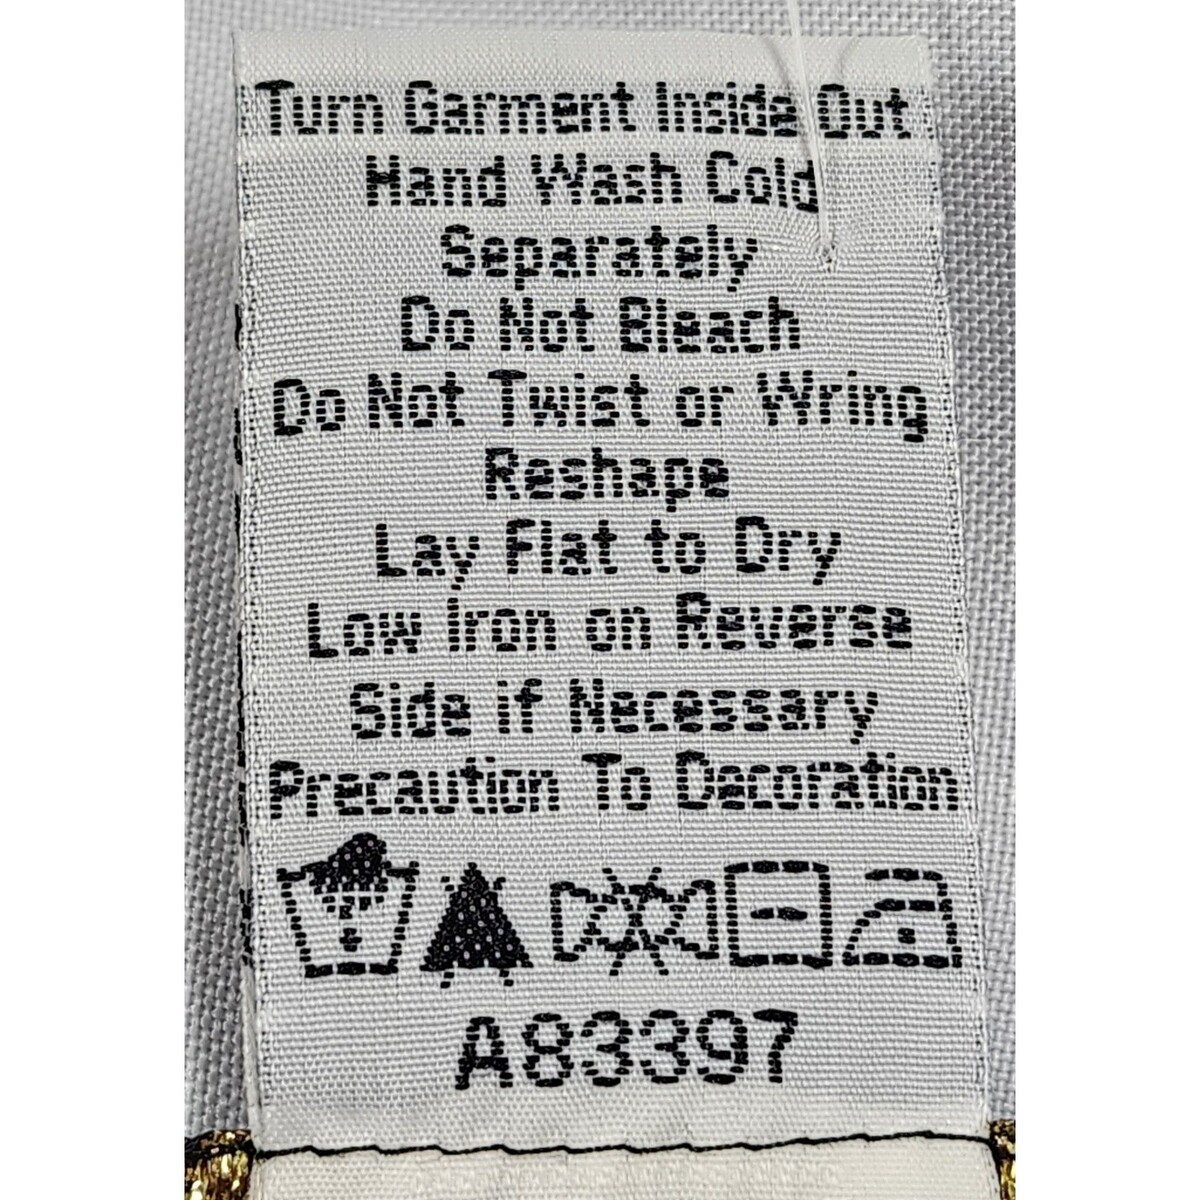 Turn Garment Inside Out
Hand Wash Cold
Separately
Do Not Bleach
Do Not Twist or Wring
Reshape
Lay Flat to Dry
Low Iron on Reverse
Side if Necessary
Precaution To Decoration
A83397